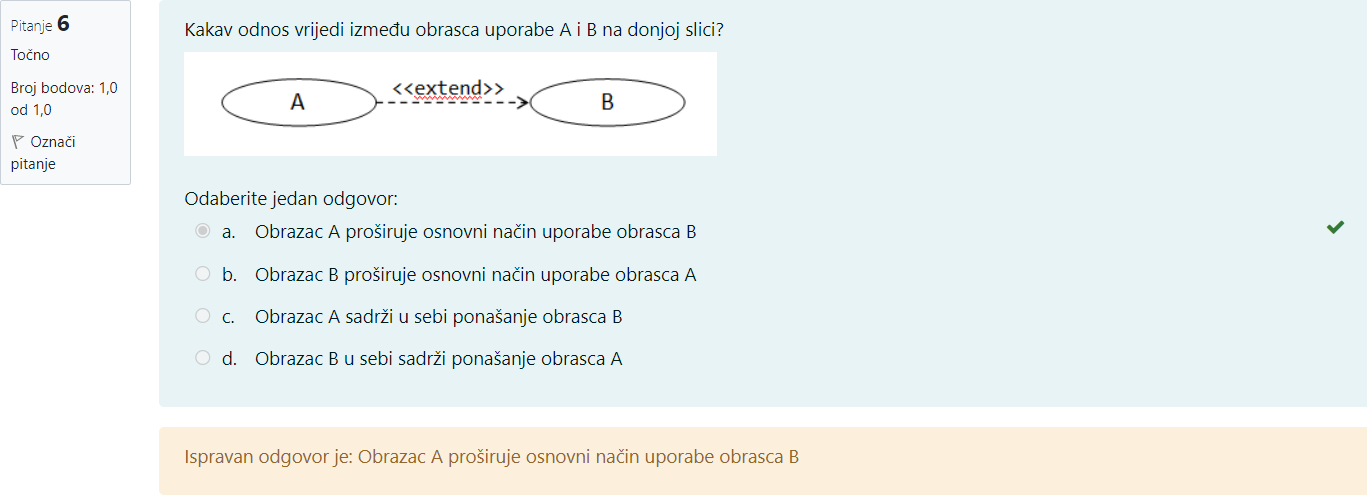 Pitanje 6
Točno
Broj bodova: 1,0
od 1,0
Označi
pitanje
Kakav odnos vrijedi između obrasca uporabe A i B na donjoj slici?
A
<<extend>>
B
Odaberite jedan odgovor:
a. Obrazac A proširuje osnovni način uporabe obrasca B
b. Obrazac B proširuje osnovni način uporabe obrasca A
c. Obrazac A sadrži u sebi ponašanje obrasca B
d. Obrazac B u sebi sadrži ponašanje obrasca A
Ispravan odgovor je: Obrazac A proširuje osnovni način uporabe obrasca B